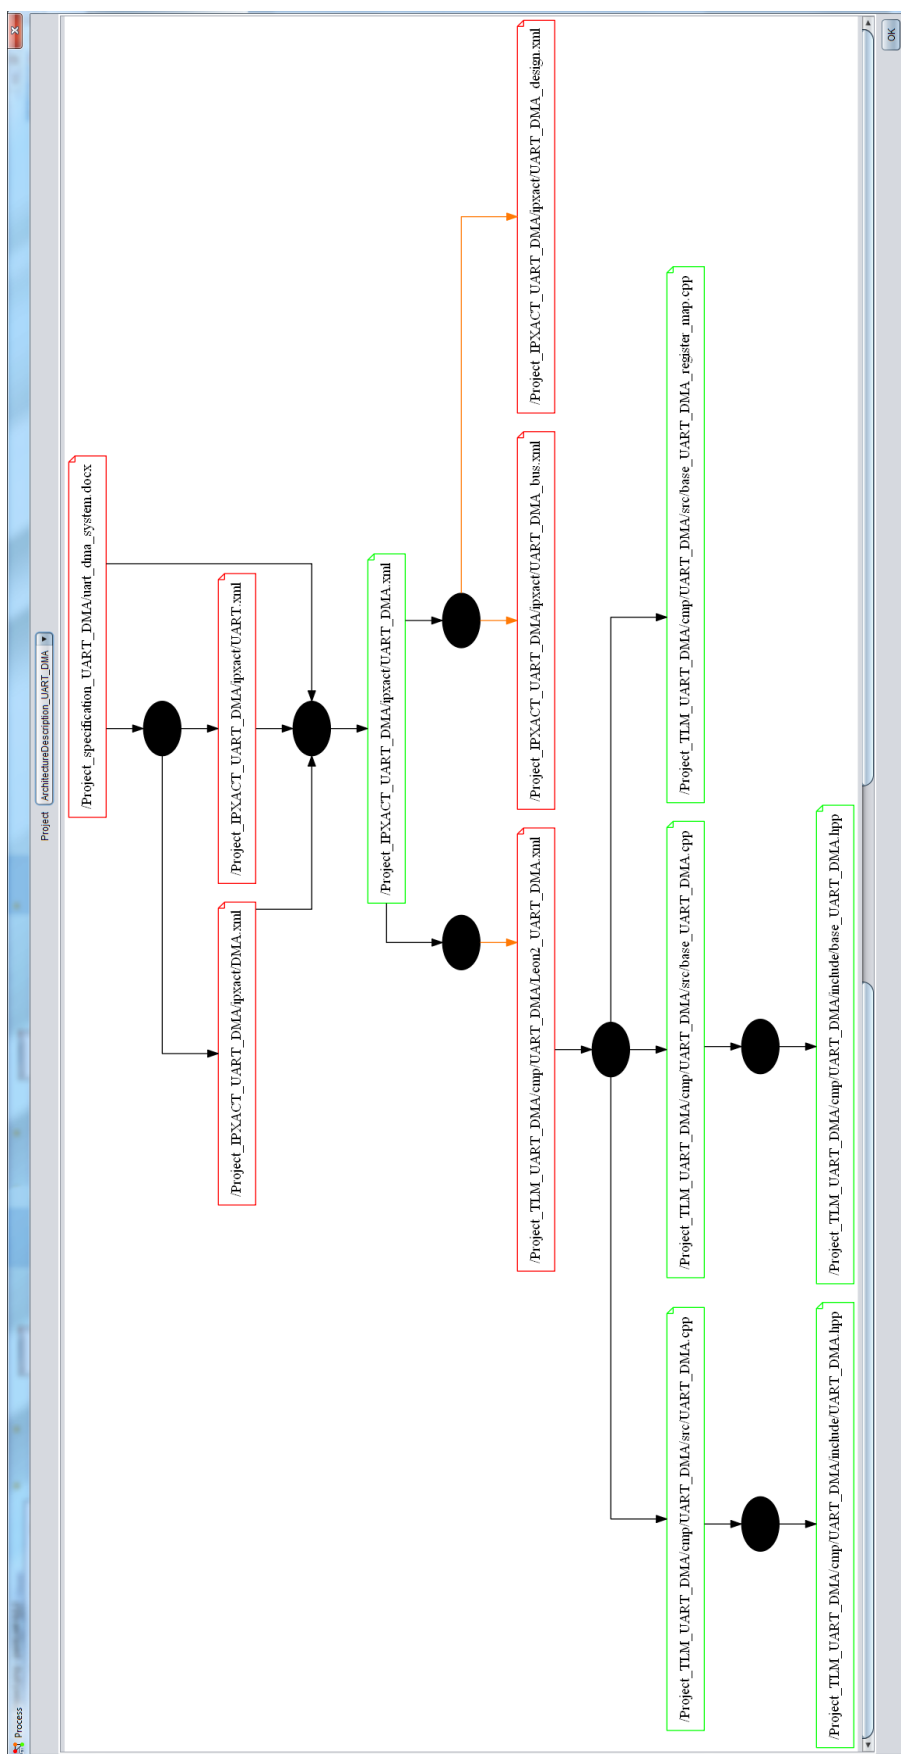 Process
Project ArchitectureDescription_UART_DMA
/Project_specification_UART_DMA/uart_dma_system.docx
/Project_IPXACT_UART_DMA/ipxact/DMA.xml
/Project_IPXACT_UART_DMA/ipxact/UART.xml
/Project_IPXACT_UART_DMA/ipxact/UART_DMA.xml
/Project_TLM_UART_DMA/cmp/UART_DMA/Leon2_UART_DMA.xml
/Project_IPXACT_UART_DMA/ipxact/UART_DMA_bus.xml
/Project_IPXACT_UART_DMA/ipxact/UART_DMA_design.xml
/Project_TLM_UART_DMA/cmp/UART_DMA/src/UART_DMA.cpp
/Project_TLM_UART_DMA/cmp/UART_DMA/src/base_UART_DMA.cpp
/Project_TLM_UART_DMA/cmp/UART_DMA/src/base_UART_DMA_register_map.cpp
/Project_TLM_UART_DMA/cmp/UART_DMA/include/UART_DMA.hpp
/Project_TLM_UART_DMA/cmp/UART_DMA/include/base_UART_DMA.hpp
OK